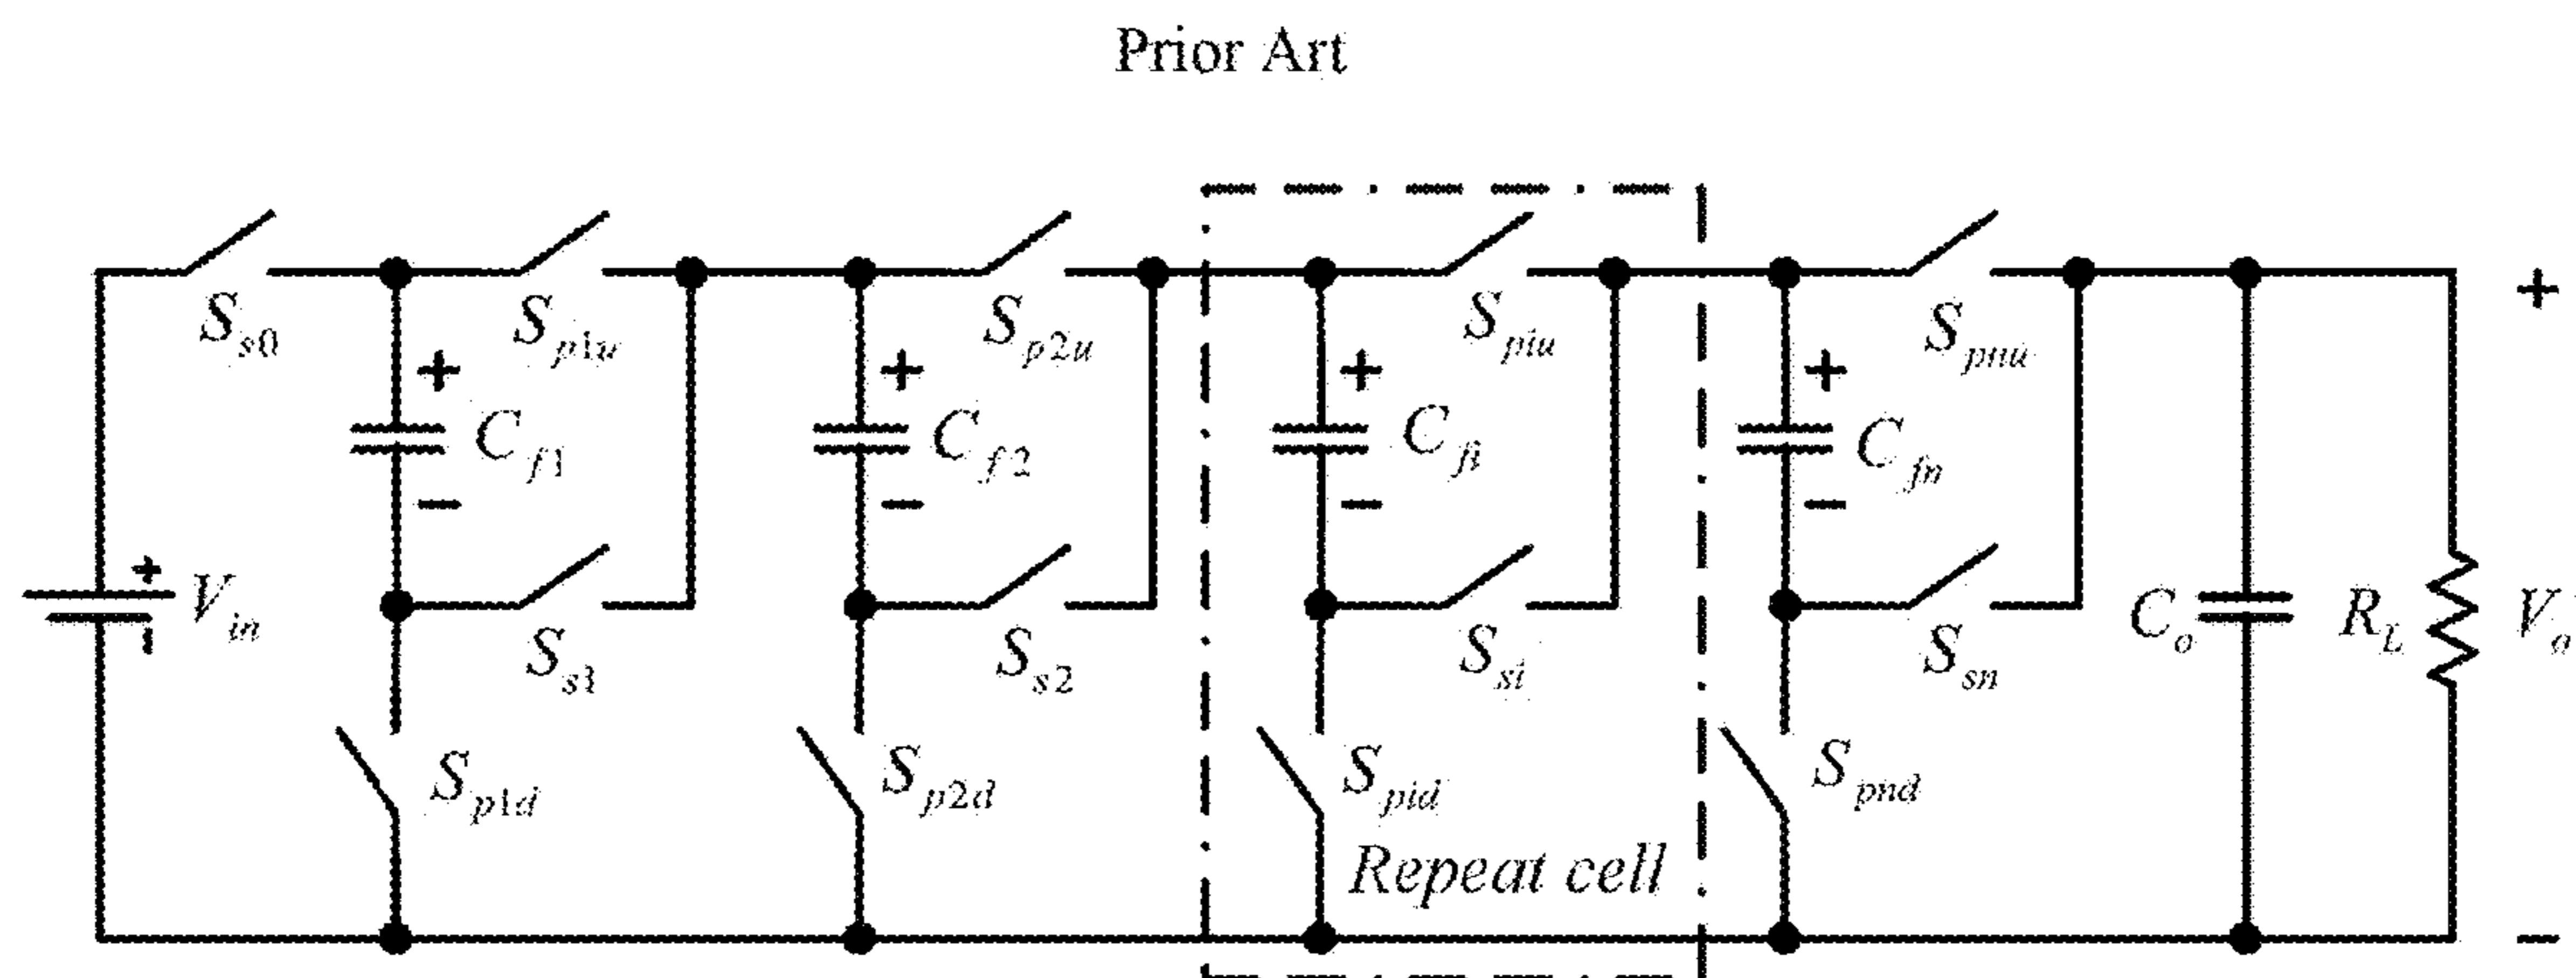 Prior Art
S_s0 S_p1u S_p2u S_piu S_pnu +
+ + + +
C_f1 C_f2 C_fi C_fn
− − − −
+
V_in S_s1 S_s2 S_si S_sn C_o R_L V_o
-
S_p1d S_p2d S_pid S_pnd
Repeat cell
−